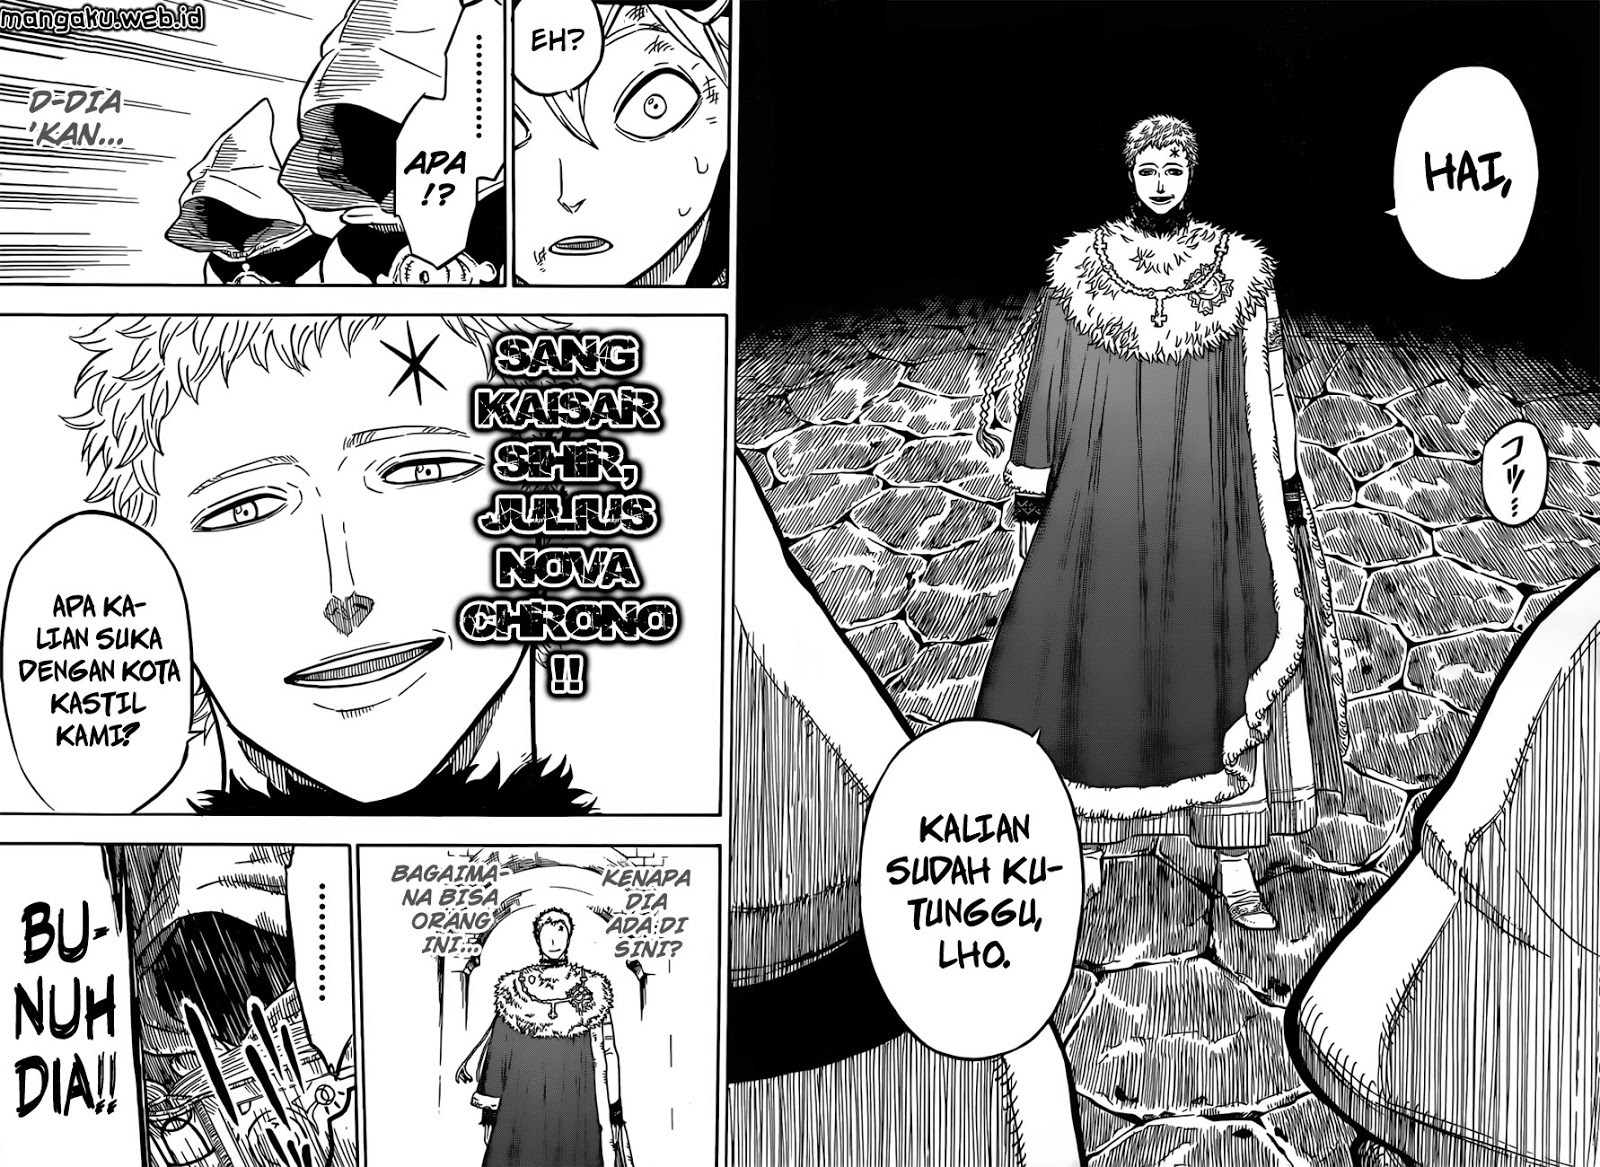 mangaku.web.id
HAI,
コツ…
KALIAN
SUDAH KU-
TUNGGU,
LHO.
EH?
........
APA
!?
D-DIA
'KAN...
SANG
KAISAR
SIHIR,
JULIUS
NOVA
CHRONO
!!
APA KA-
LIAN SUKA
DENGAN KOTA
KASTIL
KAMI?
KENAPA
DIA
ADA DI
SINI?
BAGAIMA-
NA BISA
ORANG
INI...
........
BU-
NUH
DIA!!